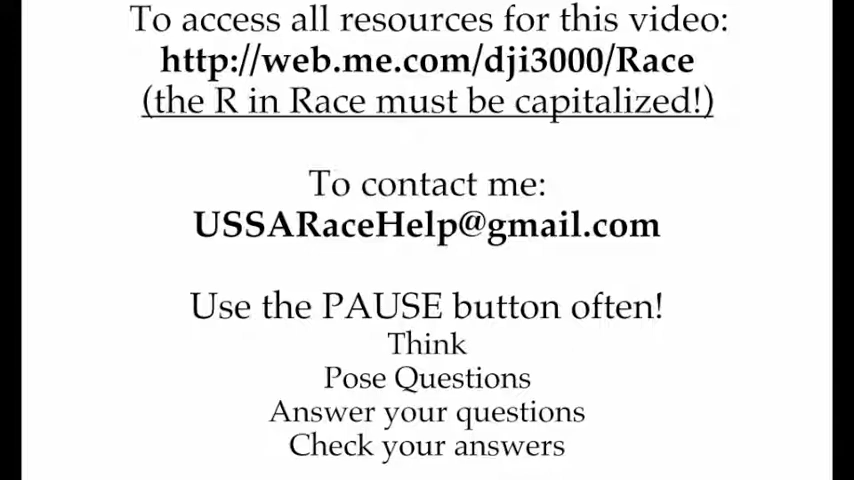 To access all resources for this video:
http://web.me.com/dji3000/Race
(the R in Race must be capitalized!)
To contact me:
USSARaceHelp@gmail.com
Use the PAUSE button often!
Think
Pose Questions
Answer your questions
Check your answers